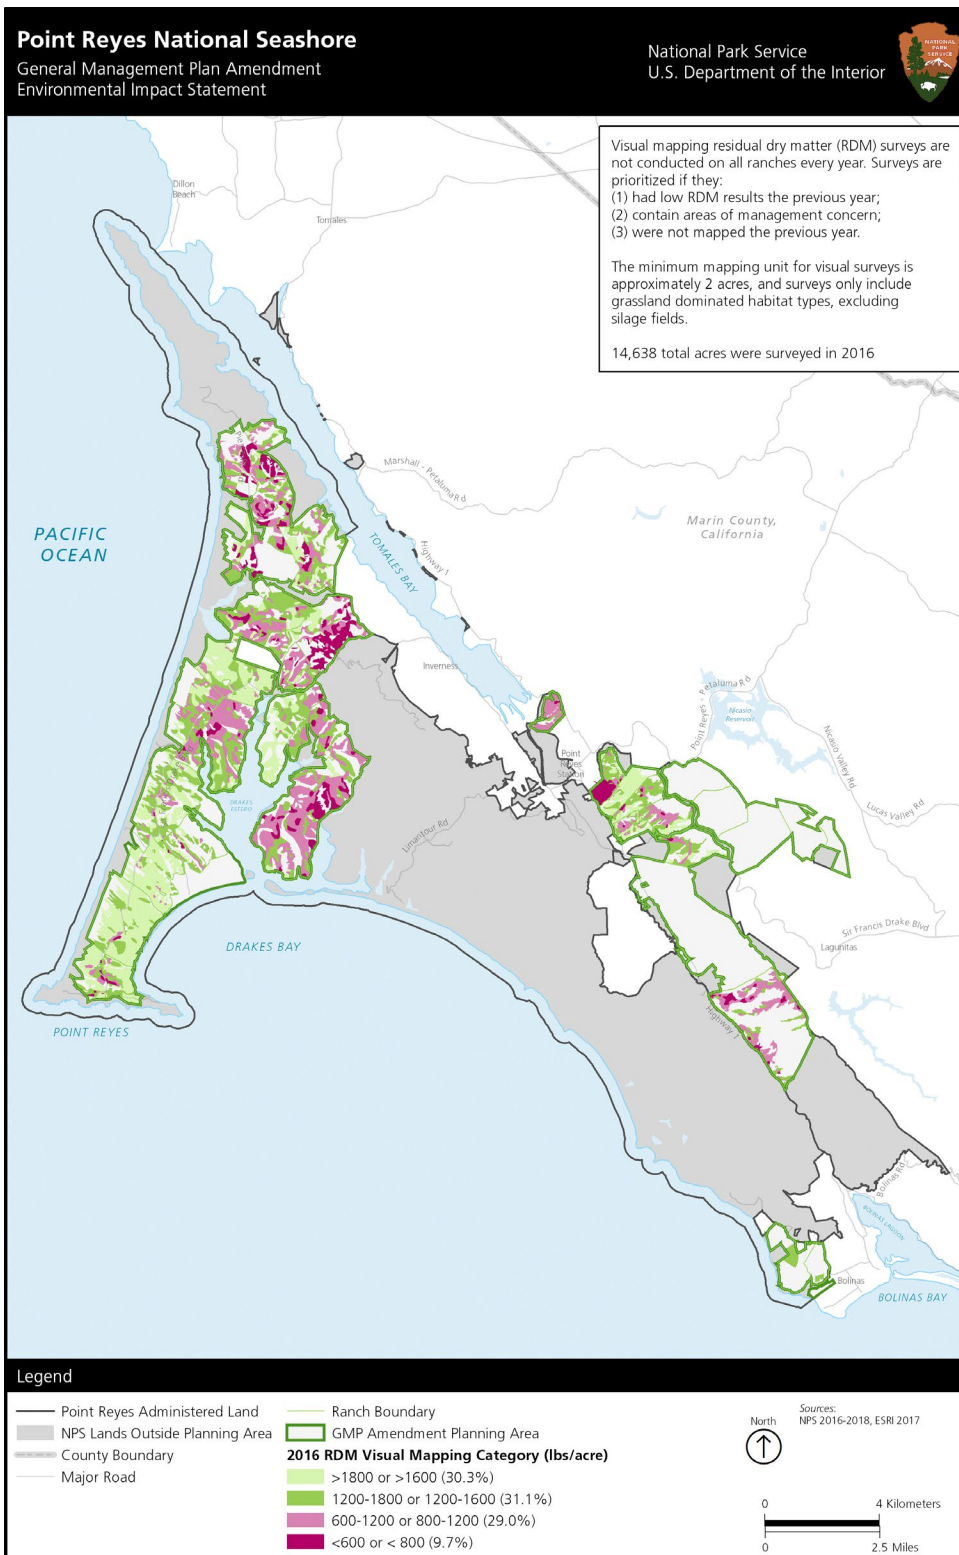 Point Reyes National Seashore
General Management Plan Amendment
Environmental Impact Statement
National Park Service
U.S. Department of the Interior
NATIONAL
PARK
SERVICE
Visual mapping residual dry matter (RDM) surveys are
not conducted on all ranches every year. Surveys are
prioritized if they:
(1) had low RDM results the previous year;
(2) contain areas of management concern;
(3) were not mapped the previous year.
The minimum mapping unit for visual surveys is
approximately 2 acres, and surveys only include
grassland dominated habitat types, excluding
silage fields.
14,638 total acres were surveyed in 2016
Dillon
Beach
Tomales
Marshall - Petaluma Rd
Marin County,
California
PACIFIC
OCEAN
TOMALES BAY
Highway 1
Inverness
Point Reyes - Petaluma Rd
Nicasio
Reservoir
Nicasio Valley Rd
Point
Reyes
Station
Lucas Valley Rd
DRAKES
ESTERO
Limantour Rd
Sir Francis Drake Blvd
Lagunitas
DRAKES BAY
Highway 1
POINT REYES
Bolinas Rd
BOLINAS LAGOON
Bolinas
BOLINAS BAY
Legend
Point Reyes Administered Land
NPS Lands Outside Planning Area
County Boundary
Major Road
Ranch Boundary
GMP Amendment Planning Area
2016 RDM Visual Mapping Category (lbs/acre)
>1800 or >1600 (30.3%)
1200-1800 or 1200-1600 (31.1%)
600-1200 or 800-1200 (29.0%)
<600 or < 800 (9.7%)
North
Sources:
NPS 2016-2018, ESRI 2017
0 4 Kilometers
0 2.5 Miles